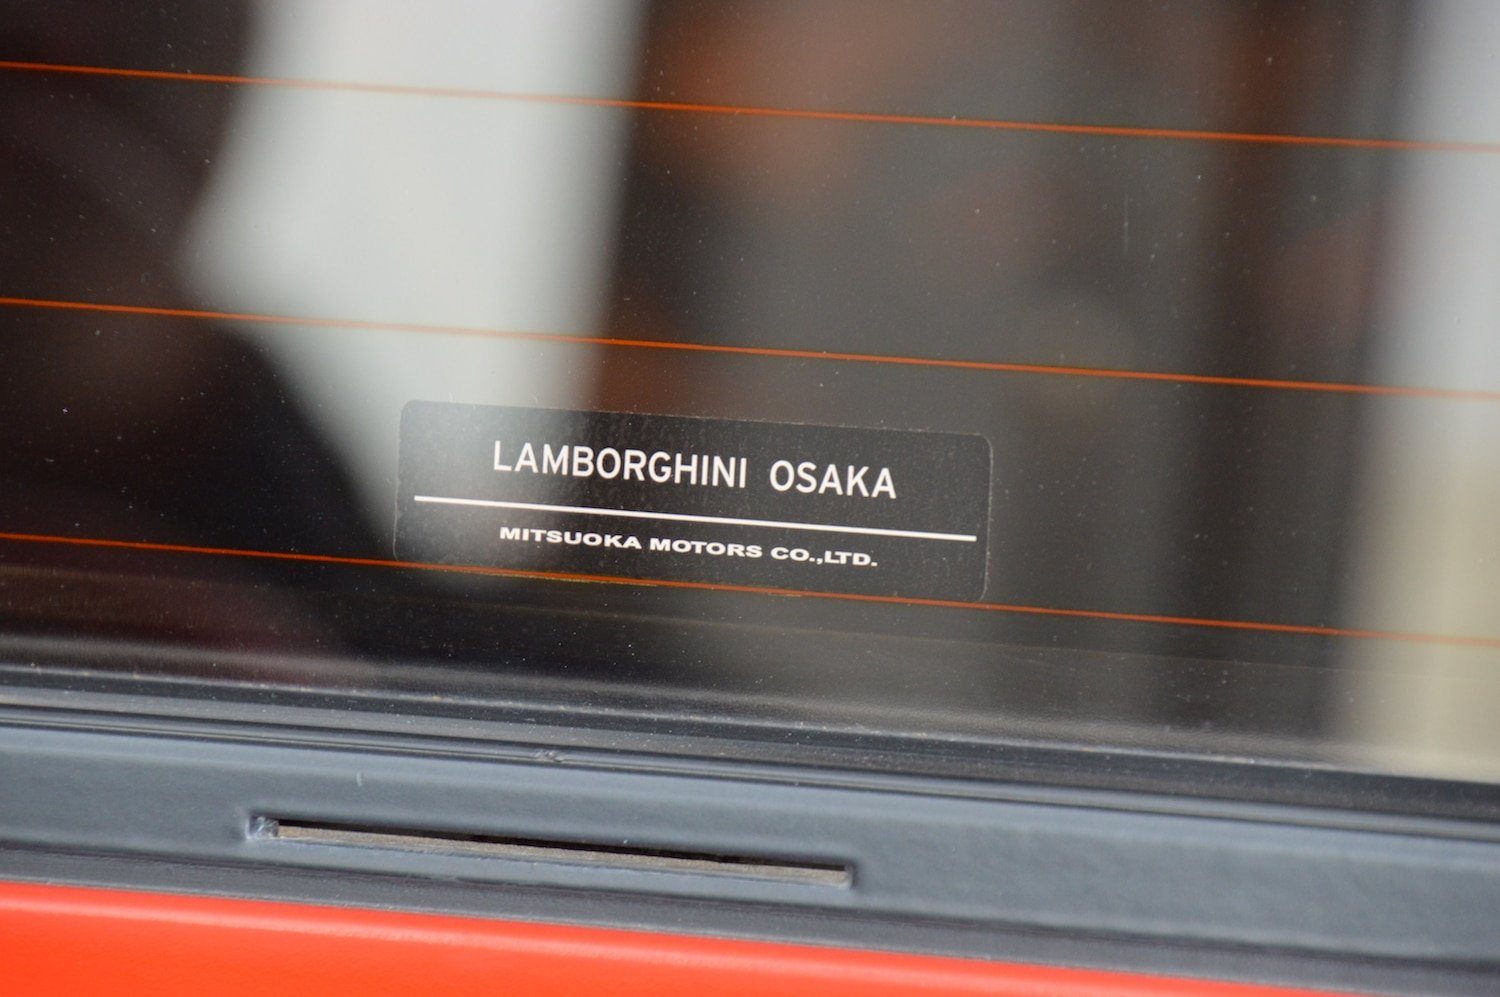 LAMBORGHINI OSAKA
MITSUOKA MOTORS CO.,LTD.